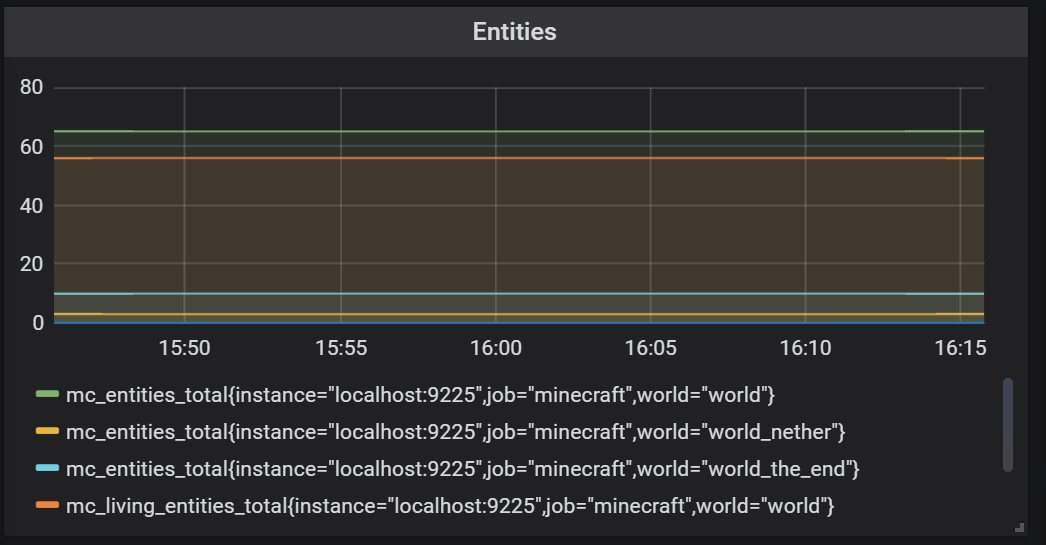 Entities
80
60
40
20
0
15:50 15:55 16:00 16:05 16:10 16:15
mc_entities_total{instance="localhost:9225",job="minecraft",world="world"}
mc_entities_total{instance="localhost:9225",job="minecraft",world="world_nether"}
mc_entities_total{instance="localhost:9225",job="minecraft",world="world_the_end"}
mc_living_entities_total{instance="localhost:9225",job="minecraft",world="world"}